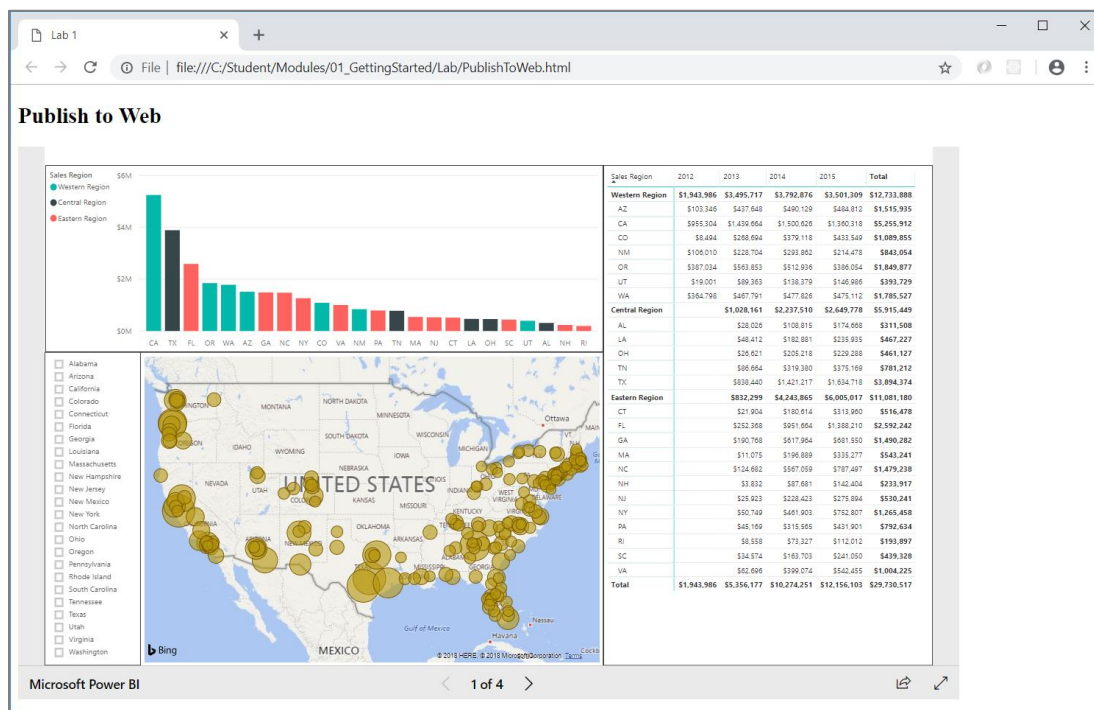 Lab 1
File | file:///C:/Student/Modules/01_GettingStarted/Lab/PublishToWeb.html
Publish to Web
Sales Region
Western Region
Central Region
Eastern Region
$6M
$4M
$2M
$0M
CA TX FL OR WA AZ GA NC NY CO VA NM PA TN MA NJ CT LA OH SC UT AL NH RI
Sales Region 2012 2013 2014 2015 Total
Western Region $1,943,986 $3,495,717 $3,792,876 $3,501,309 $12,733,888
AZ $103,346 $437,648 $490,129 $484,812 $1,515,935
CA $955,304 $1,439,664 $1,500,626 $1,360,318 $5,255,912
CO $8,494 $268,694 $379,118 $433,549 $1,089,855
NM $106,010 $228,704 $293,862 $214,478 $843,054
OR $387,034 $563,853 $512,936 $386,054 $1,849,877
UT $19,001 $89,363 $138,379 $146,986 $393,729
WA $364,798 $467,791 $477,826 $475,112 $1,785,527
Central Region $1,028,161 $2,237,510 $2,649,778 $5,915,449
AL $28,026 $108,815 $174,668 $311,508
LA $48,412 $182,881 $235,935 $467,227
OH $26,621 $205,218 $229,288 $461,127
TN $86,664 $319,380 $375,169 $781,212
TX $838,440 $1,421,217 $1,634,718 $3,894,374
Eastern Region $832,299 $4,243,865 $6,005,017 $11,081,180
CT $21,904 $180,614 $313,960 $516,478
FL $252,368 $951,664 $1,388,210 $2,592,242
GA $190,768 $617,964 $681,550 $1,490,282
MA $11,075 $196,889 $335,277 $543,241
NC $124,682 $567,059 $787,497 $1,479,238
NH $3,832 $87,681 $142,404 $233,917
NJ $25,923 $228,423 $275,894 $530,241
NY $50,749 $461,903 $752,807 $1,265,458
PA $45,169 $315,565 $431,901 $792,634
RI $8,558 $73,327 $112,012 $193,897
SC $34,574 $163,703 $241,050 $439,328
VA $62,696 $399,074 $542,455 $1,004,225
Total $1,943,986 $5,356,177 $10,274,251 $12,156,103 $29,730,517
Alabama
Arizona
California
Colorado
Connecticut
Florida
Georgia
Louisiana
Massachusetts
New Hampshire
New Jersey
New Mexico
New York
North Carolina
Ohio
Oregon
Pennsylvania
Rhode Island
South Carolina
Tennessee
Texas
Utah
Virginia
Washington
MONTANA
NORTH DAKOTA
MINNESOTA
Ottawa
SOUTH DAKOTA
WISCONSIN
MICHIGAN
VT
IDAHO
WYOMING
IOWA
NEBRASKA
NEVADA
UTAH
UNITED STATES
KANSAS
MISSOURI
WEST
VIRGINIA
KENTUCKY
OKLAHOMA
ARKANSAS
MISSISSIPPI
GEORGIA
Gulf of Mexico
Nassau
Havana
MEXICO
Bing
© 2018 HERE, © 2018 Microsoft Corporation Terms
Microsoft Power BI
1 of 4